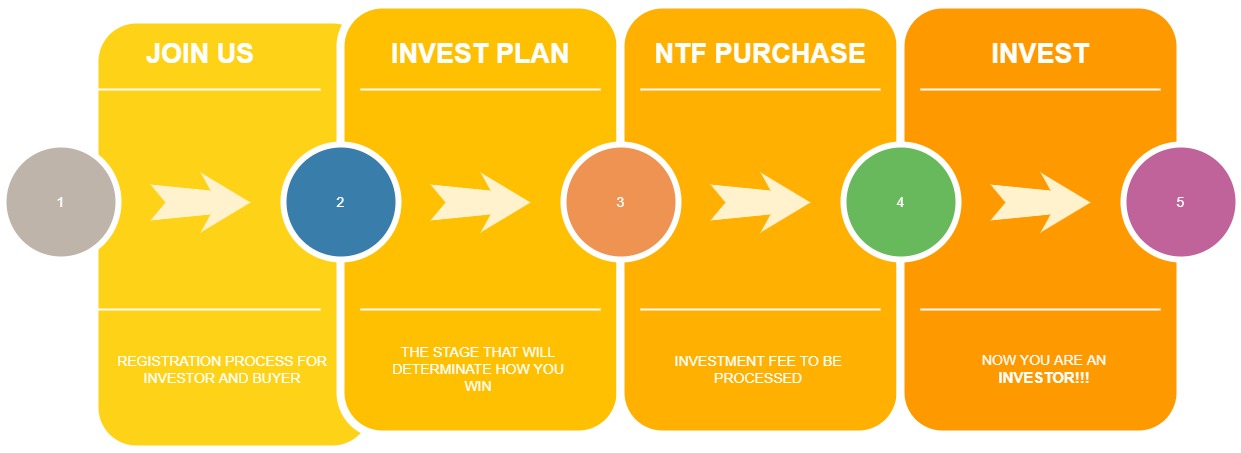 JOIN US
INVEST PLAN
NTF PURCHASE
INVEST
1
2
3
4
5
REGISTRATION PROCESS FOR
INVESTOR AND BUYER
THE STAGE THAT WILL
DETERMINATE HOW YOU
WIN
INVESTMENT FEE TO BE
PROCESSED
NOW YOU ARE AN
INVESTOR!!!